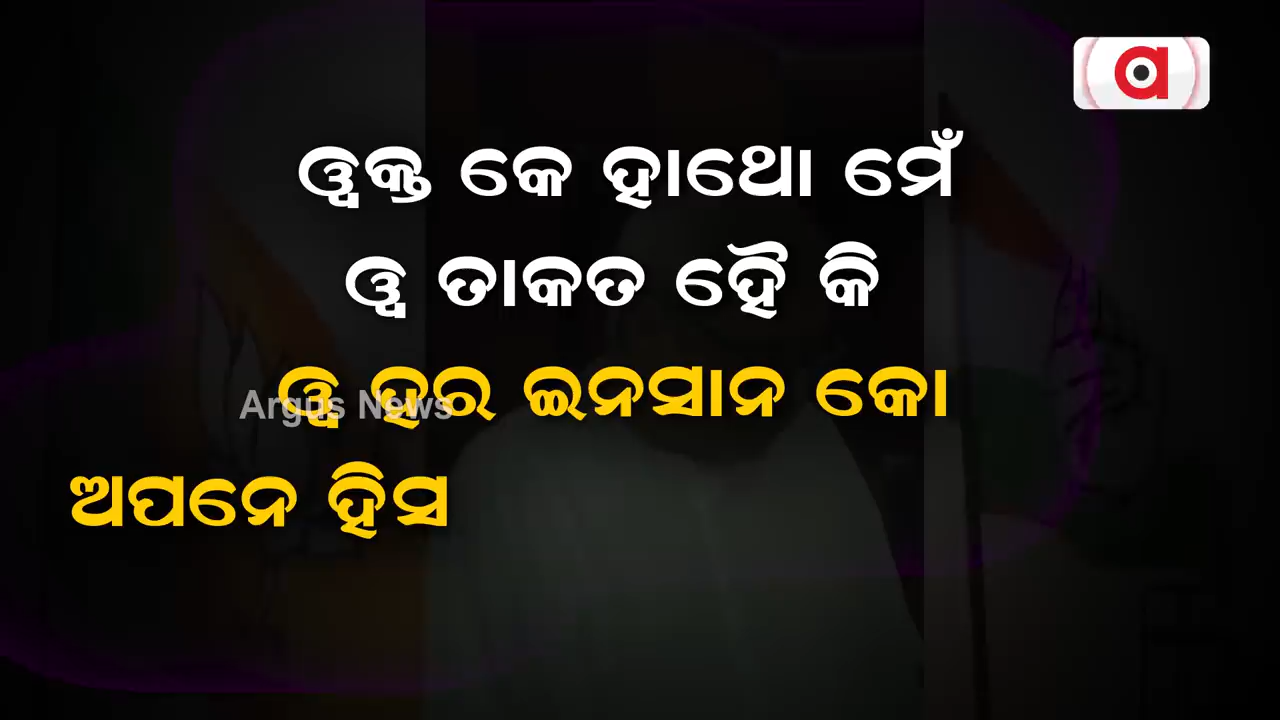 ୱକ୍ତ କେ ହାଥୋ ମେଁ
ୱ ତାକତ ହୈ କି
ୱ ହର ଇନସାନ କୋ
Argus News
ଅପନେ ହିସ